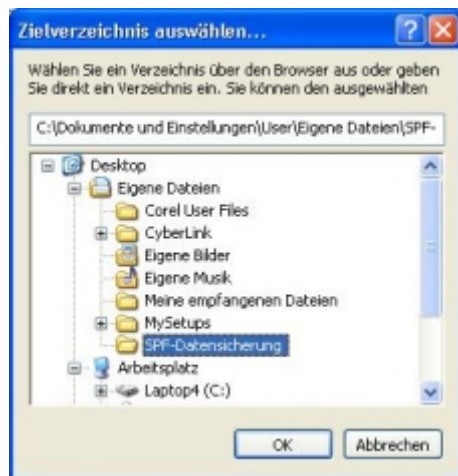 Zielverzeichnis auswählen...
Wählen Sie ein Verzeichnis über den Browser aus oder geben
Sie direkt ein Verzeichnis ein. Sie können den ausgewählten
C:\Dokumente und Einstellungen\User\Eigene Dateien\SPF-
Desktop
Eigene Dateien
Corel User Files
CyberLink
Eigene Bilder
Eigene Musik
Meine empfangenen Dateien
MySetups
SPF-Datensicherung
Arbeitsplatz
Laptop4 (C:)
OK Abbrechen